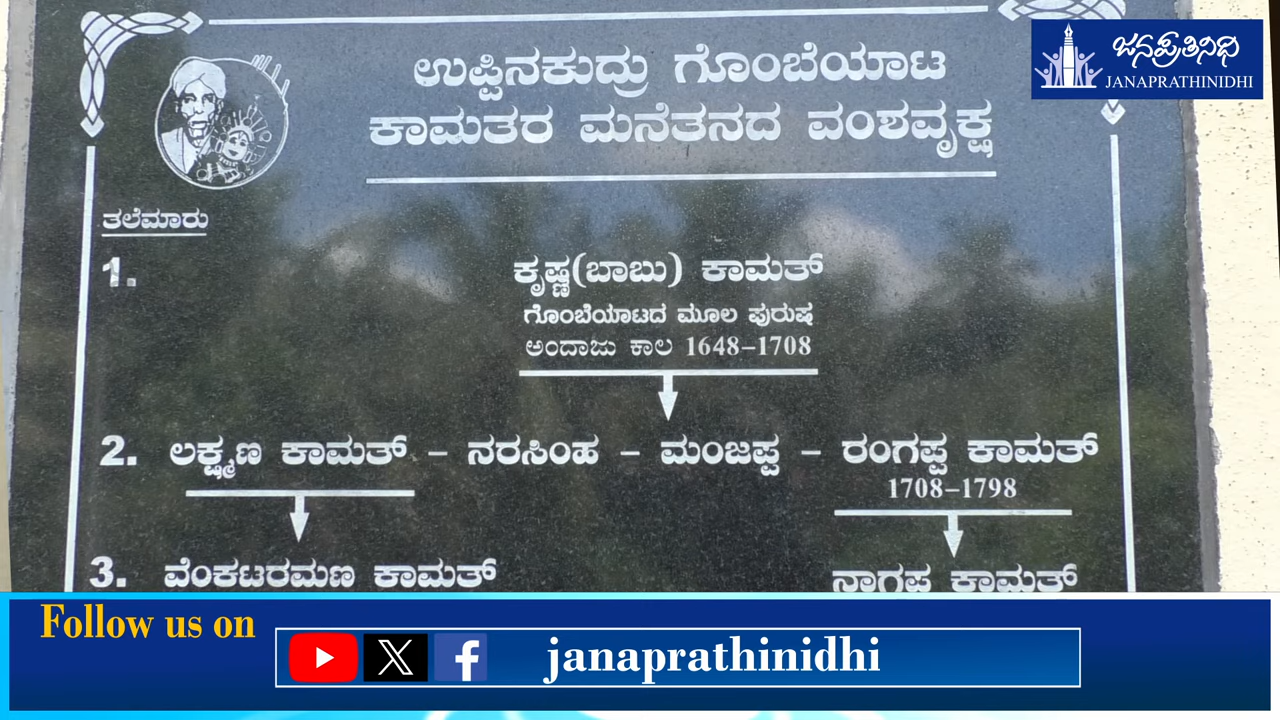 ಜನಪ್ರತಿನಿಧಿ
JANAPRATHINIDHI
ಉಪ್ಪಿನಕುದ್ರು ಗೊಂಬೆಯಾಟ
ಕಾಮತರ ಮನೆತನದ ವಂಶವೃಕ್ಷ
ತಲೆಮಾರು
1. ಕೃಷ್ಣ(ಬಾಬು) ಕಾಮತ್
ಗೊಂಬೆಯಾಟದ ಮೂಲ ಪುರುಷ
ಅಂದಾಜು ಕಾಲ 1648–1708
2. ಲಕ್ಷ್ಮಣ ಕಾಮತ್ – ನರಸಿಂಹ – ಮಂಜಪ್ಪ – ರಂಗಪ್ಪ ಕಾಮತ್
1708–1798
3. ವೆಂಕಟರಮಣ ಕಾಮತ್ ನಾಗಪ್ಪ ಕಾಮತ್
Follow us on
janaprathinidhi